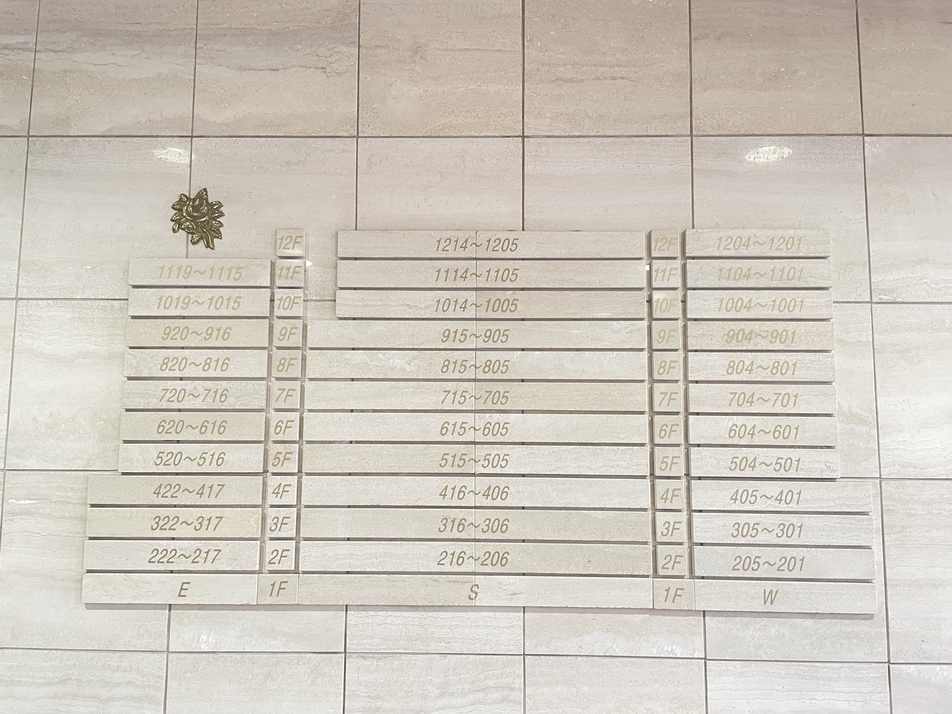 12F 1214～1205 12F 1204～1201
1119～1115 11F 1114～1105 11F 1104～1101
1019～1015 10F 1014～1005 10F 1004～1001
920～916 9F 915～905 9F 904～901
820～816 8F 815～805 8F 804～801
720～716 7F 715～705 7F 704～701
620～616 6F 615～605 6F 604～601
520～516 5F 515～505 5F 504～501
422～417 4F 416～406 4F 405～401
322～317 3F 316～306 3F 305～301
222～217 2F 216～206 2F 205～201
E 1F S 1F W